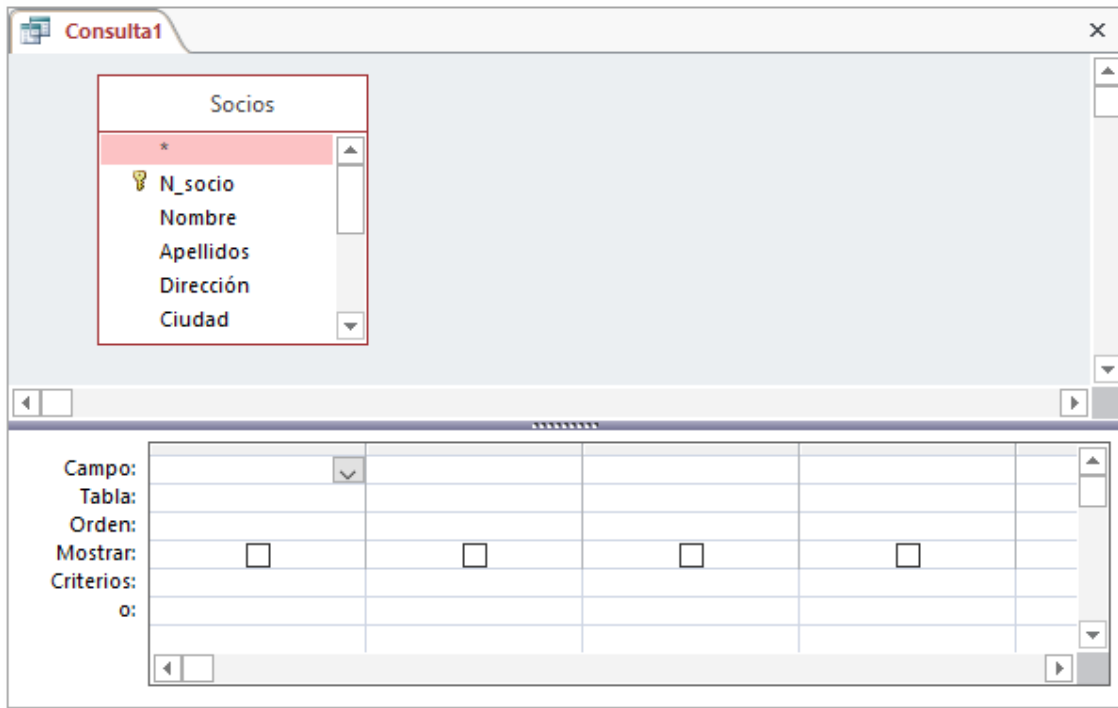 Consulta1
Socios
*
N_socio
Nombre
Apellidos
Dirección
Ciudad
Campo:
Tabla:
Orden:
Mostrar:
Criterios:
o: